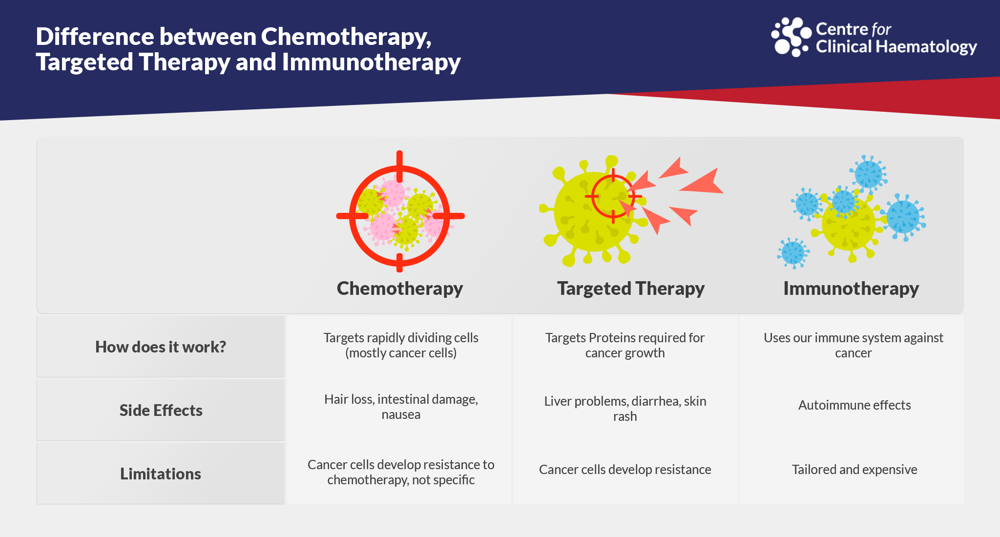 Difference between Chemotherapy,
Targeted Therapy and Immunotherapy
Centre for
Clinical Haematology
Chemotherapy
Targeted Therapy
Immunotherapy
How does it work?
Targets rapidly dividing cells
(mostly cancer cells)
Targets Proteins required for
cancer growth
Uses our immune system against
cancer
Side Effects
Hair loss, intestinal damage,
nausea
Liver problems, diarrhea, skin
rash
Autoimmune effects
Limitations
Cancer cells develop resistance to
chemotherapy, not specific
Cancer cells develop resistance
Tailored and expensive